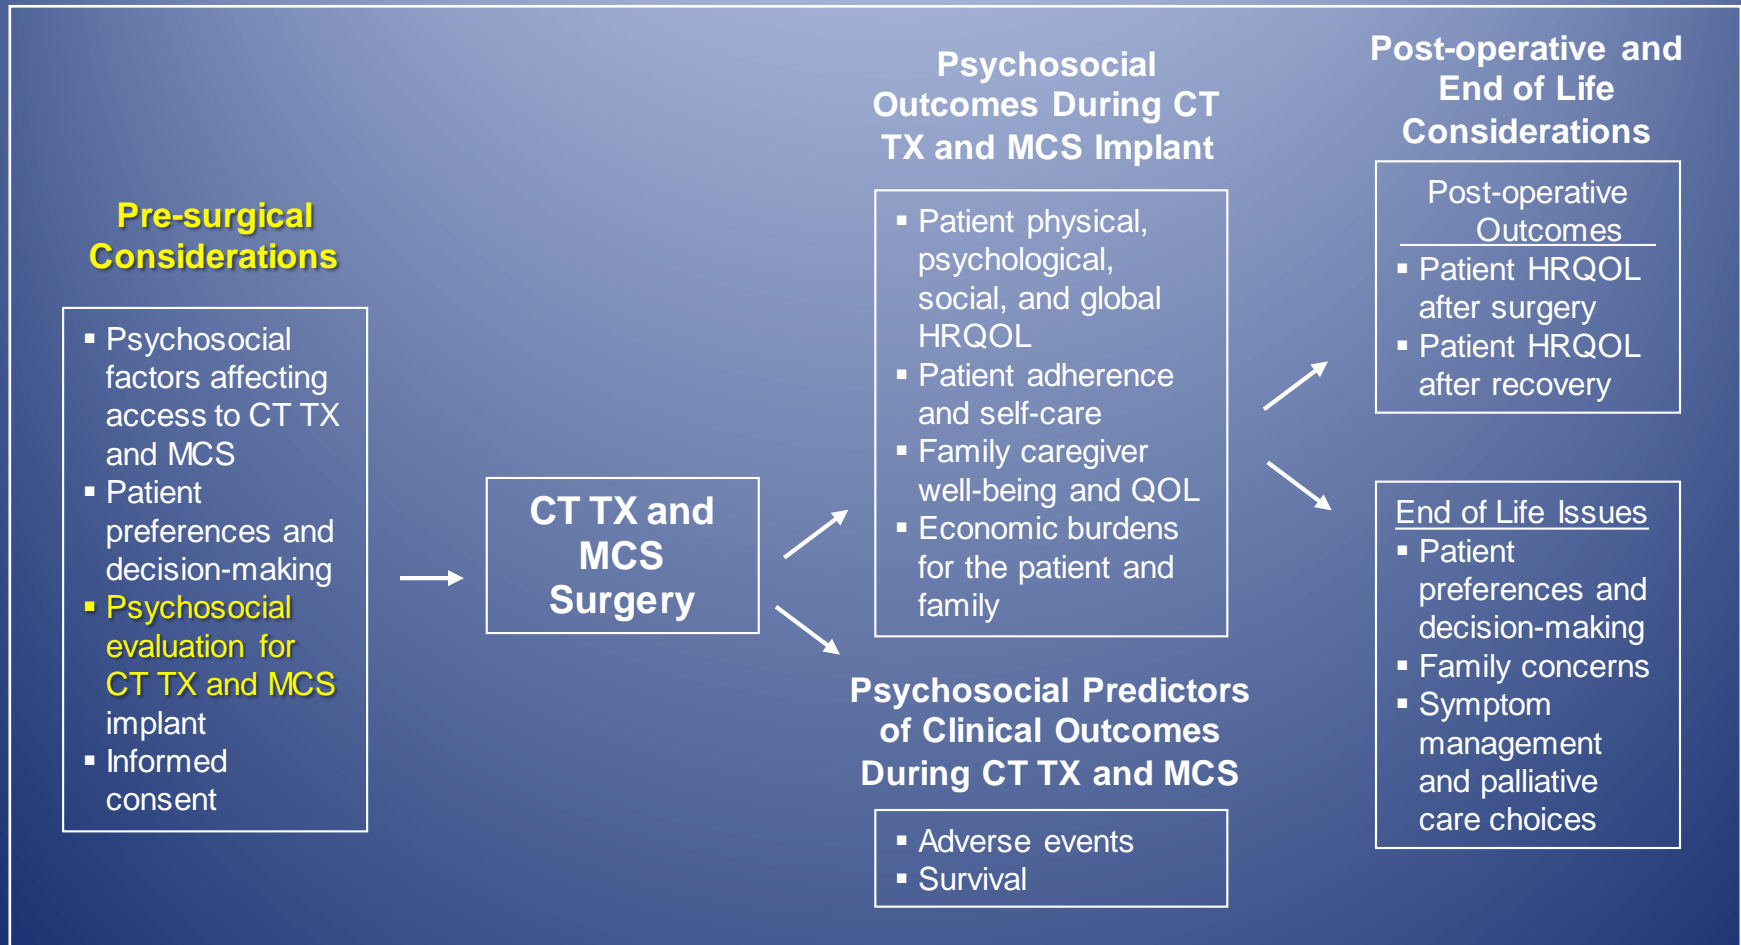 Pre-surgical
Considerations
▪ Psychosocial
factors affecting
access to CT TX
and MCS
▪ Patient
preferences and
decision-making
▪ Psychosocial
evaluation for
CT TX and MCS
implant
▪ Informed
consent
CT TX and
MCS
Surgery
Psychosocial
Outcomes During CT
TX and MCS Implant
▪ Patient physical,
psychological,
social, and global
HRQOL
▪ Patient adherence
and self-care
▪ Family caregiver
well-being and QOL
▪ Economic burdens
for the patient and
family
Psychosocial Predictors
of Clinical Outcomes
During CT TX and MCS
▪ Adverse events
▪ Survival
Post-operative and
End of Life
Considerations
Post-operative
Outcomes
▪ Patient HRQOL
after surgery
▪ Patient HRQOL
after recovery
End of Life Issues
▪ Patient
preferences and
decision-making
▪ Family concerns
▪ Symptom
management
and palliative
care choices